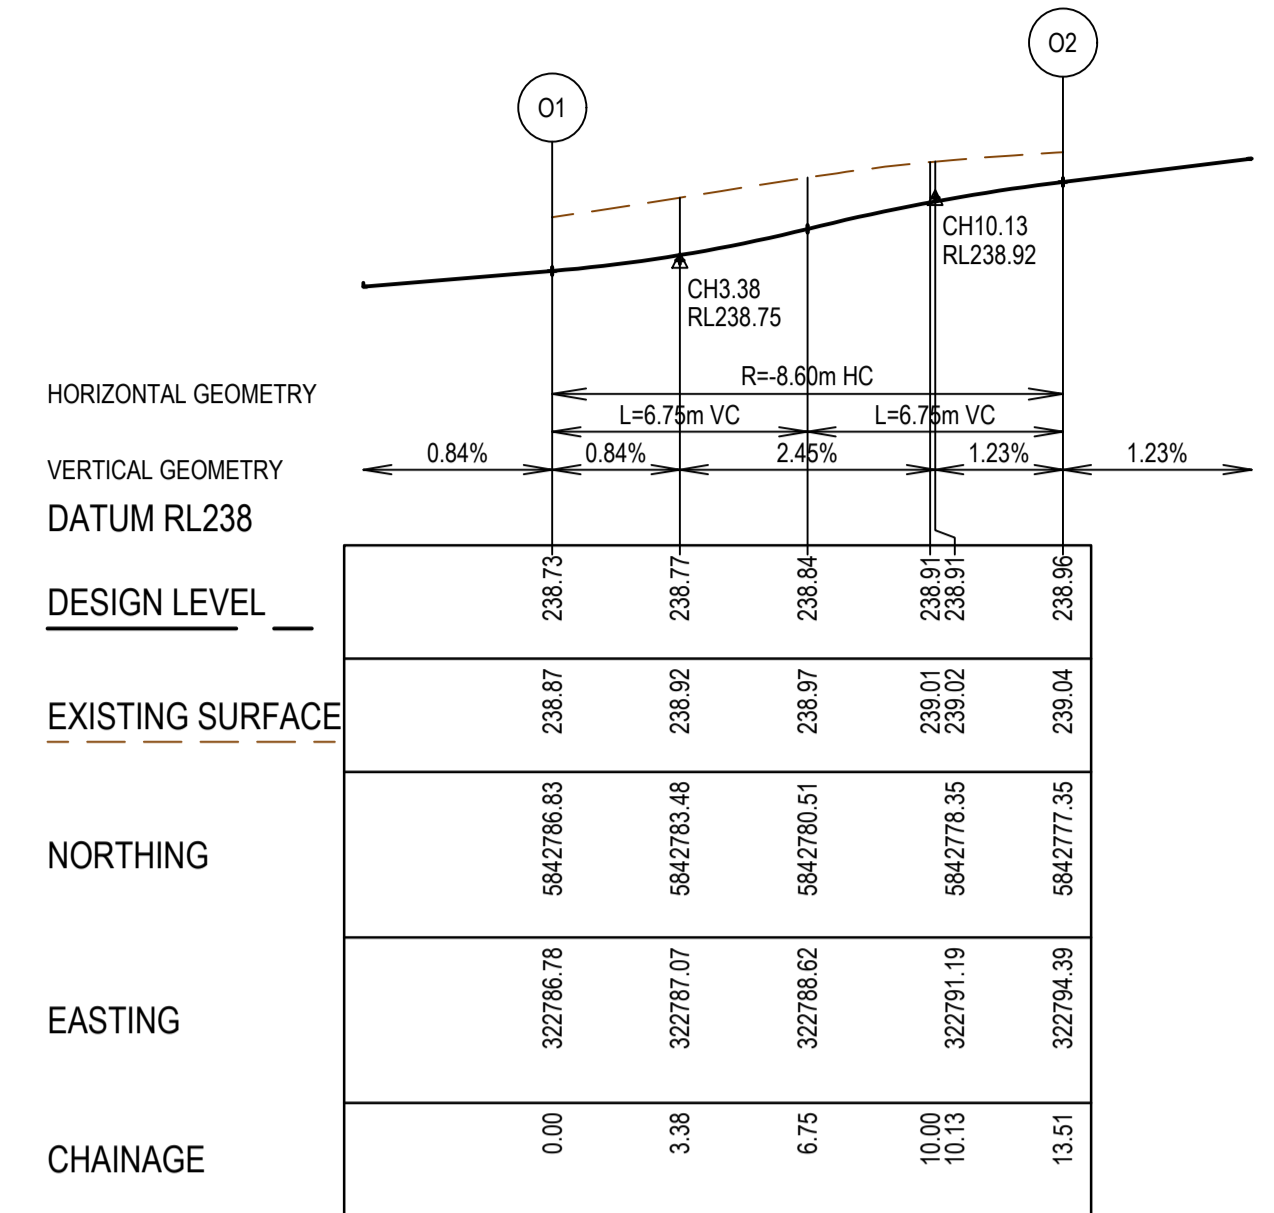 O2
O1
CH10.13
RL238.92
CH3.38
RL238.75
HORIZONTAL GEOMETRY
R=-8.60m HC
L=6.75m VC
L=6.75m VC
VERTICAL GEOMETRY
0.84%
0.84%
2.45%
1.23%
1.23%
DATUM RL238
DESIGN LEVEL
238.73
238.77
238.84
238.91
238.91
238.96
EXISTING SURFACE
238.87
238.92
238.97
239.01
239.02
239.04
NORTHING
5842786.83
5842783.48
5842780.51
5842778.35
5842777.35
EASTING
322786.78
322787.07
322788.62
322791.19
322794.39
CHAINAGE
0.00
3.38
6.75
10.00
10.13
13.51